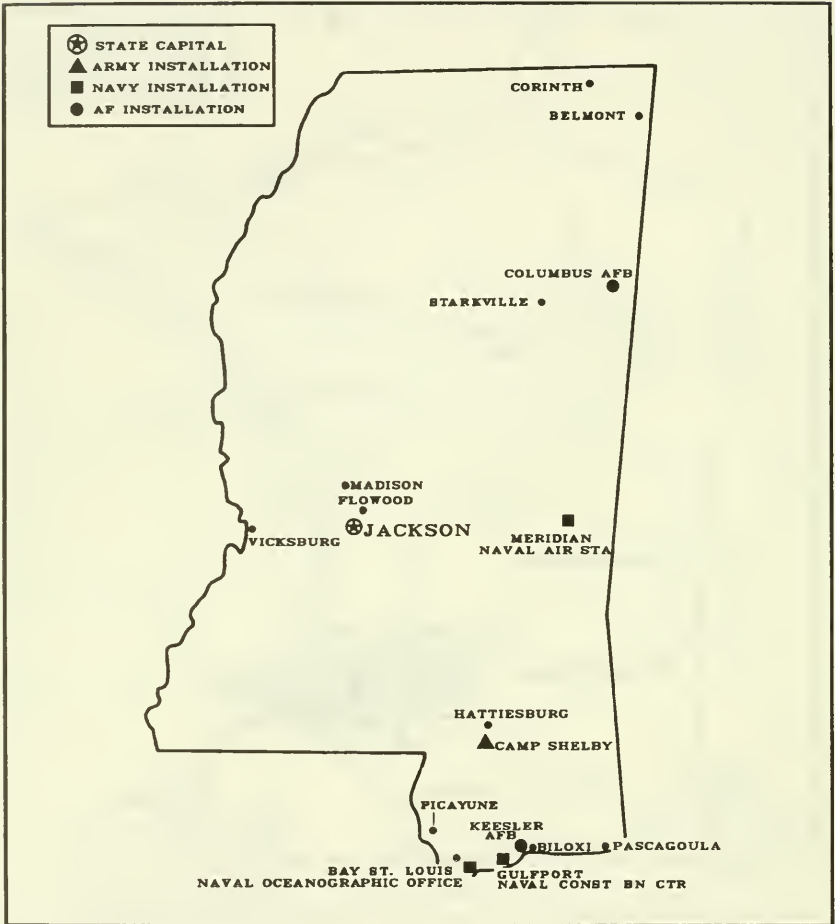 STATE CAPITAL
ARMY INSTALLATION
NAVY INSTALLATION
AF INSTALLATION
CORINTH
BELMONT
COLUMBUS AFB
STARKVILLE
MADISON
FLOWOOD
JACKSON
VICKSBURG
MERIDIAN
NAVAL AIR STA
HATTIESBURG
CAMP SHELBY
PICAYUNE
KEESLER
AFB
BILOXI
PASCAGOULA
BAY ST. LOUIS
NAVAL OCEANOGRAPHIC OFFICE
GULFPORT
NAVAL CONST BN CTR